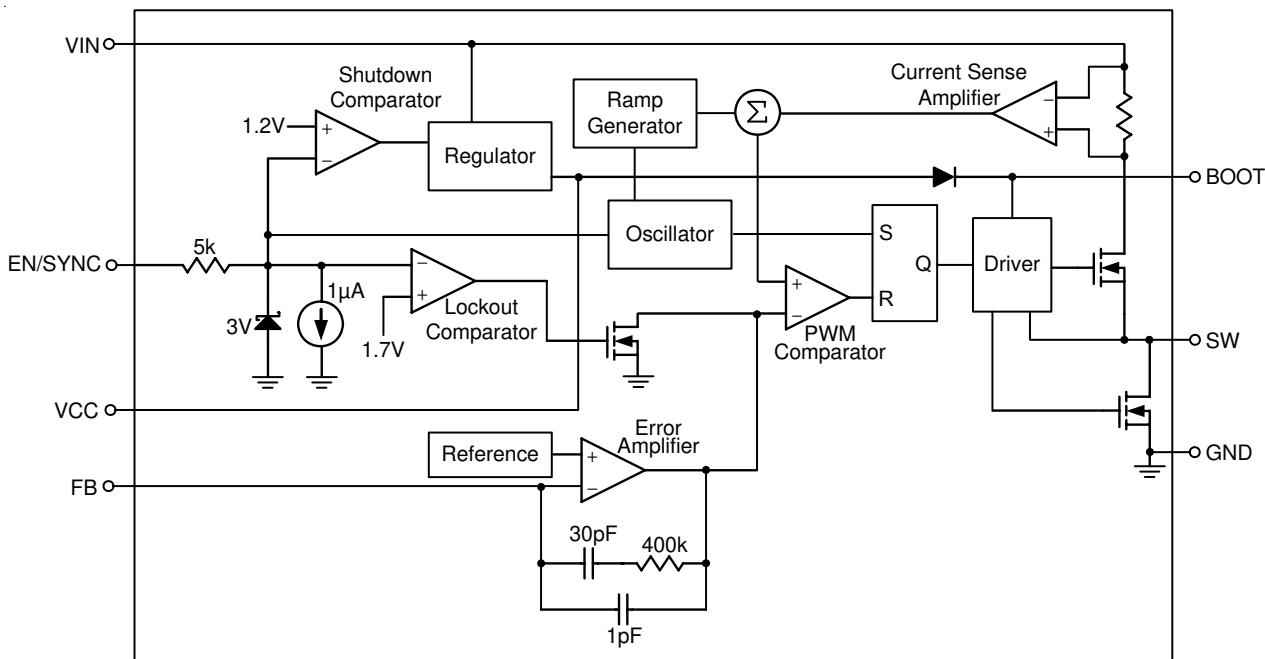 VIN
Shutdown
Comparator
1.2V
+
−
Regulator
Ramp
Generator
Σ
Current Sense
Amplifier
−
+
BOOT
EN/SYNC
5k
Oscillator
S
Q
R
Driver
3V
1µA
−
+
1.7V
Lockout
Comparator
+
−
PWM
Comparator
SW
VCC
Reference
Error
Amplifier
+
−
GND
FB
30pF
400k
1pF